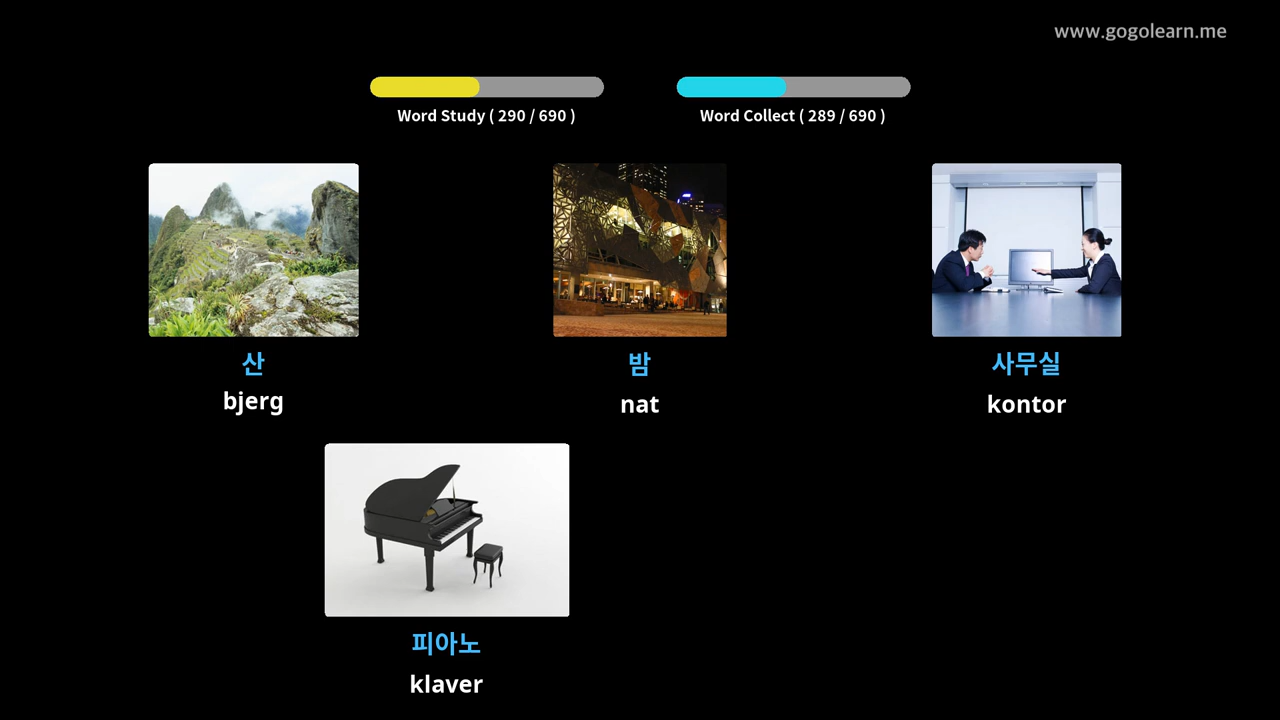 www.gogolearn.me
Word Study ( 290 / 690 )
Word Collect ( 289 / 690 )
산
bjerg
밤
nat
사무실
kontor
피아노
klaver